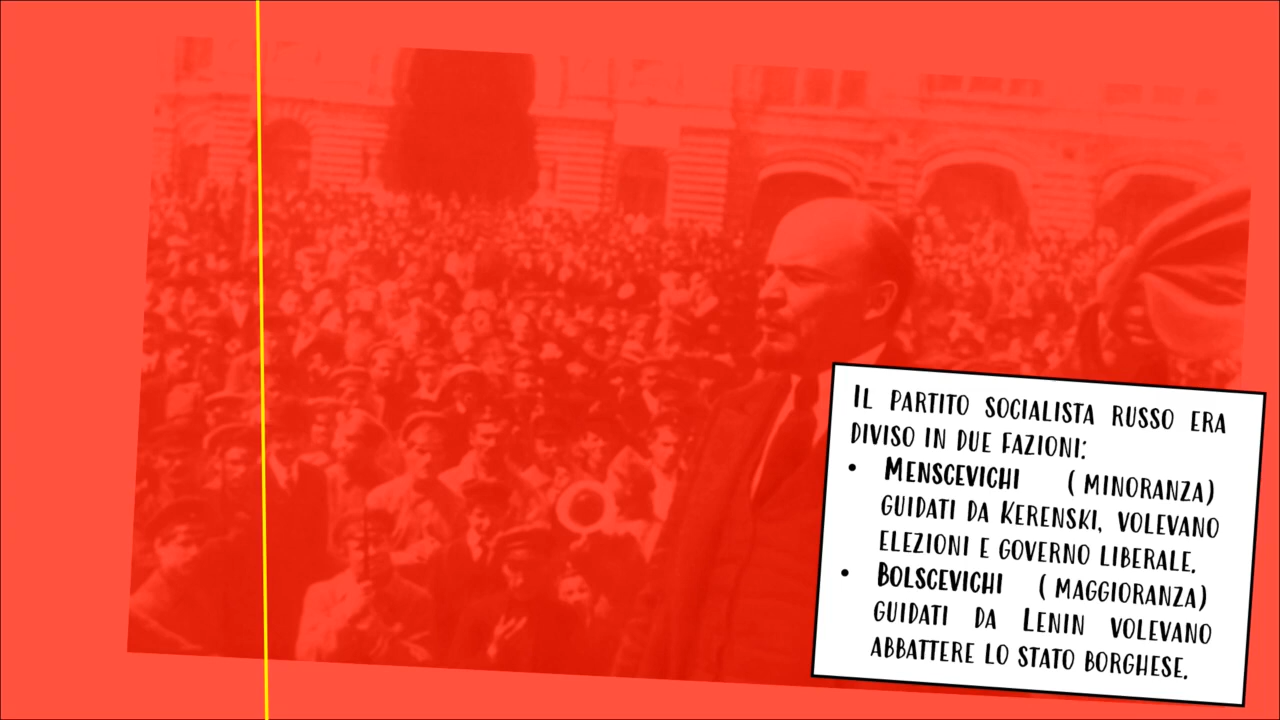 Il partito socialista russo era
diviso in due fazioni:
• Menscevichi (minoranza)
guidati da Kerenski, volevano
elezioni e governo liberale.
• Bolscevichi (maggioranza)
guidati da Lenin volevano
abbattere lo stato borghese.